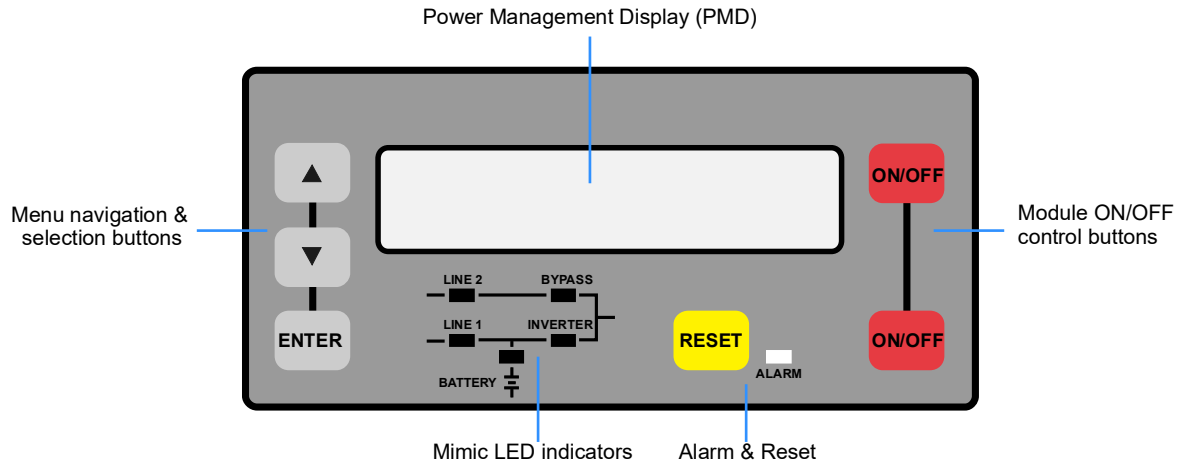 Power Management Display (PMD)
▲
ON/OFF
Menu navigation &
selection buttons
Module ON/OFF
control buttons
▼
LINE 2
BYPASS
LINE 1
INVERTER
ENTER
RESET
ON/OFF
ALARM
BATTERY
Mimic LED indicators
Alarm & Reset